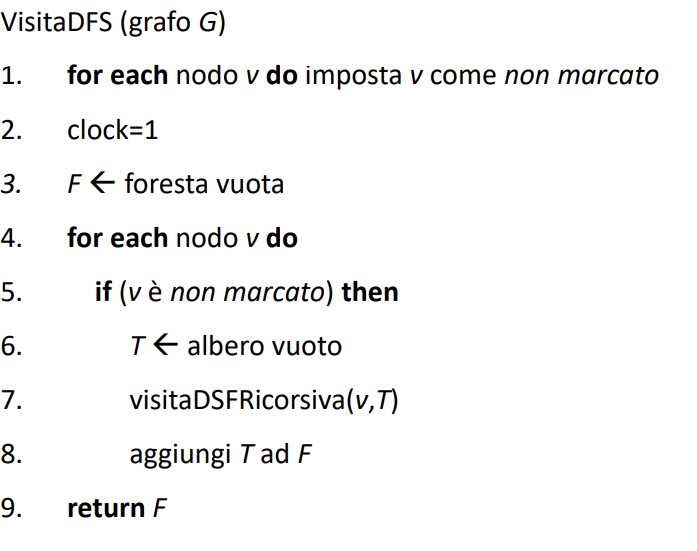 VisitaDFS (grafo G)
1. for each nodo v do imposta v come non marcato
2. clock=1
3. F ← foresta vuota
4. for each nodo v do
5. if (v è non marcato) then
6. T ← albero vuoto
7. visitaDSFRicorsiva(v,T)
8. aggiungi T ad F
9. return F